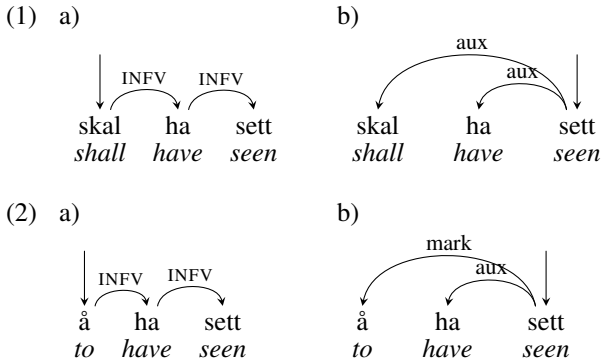 (1) a) b)
aux
INFV INFV aux
skal ha sett skal ha sett
shall have seen shall have seen
(2) a) b)
mark
INFV INFV aux
å ha sett å ha sett
to have seen to have seen